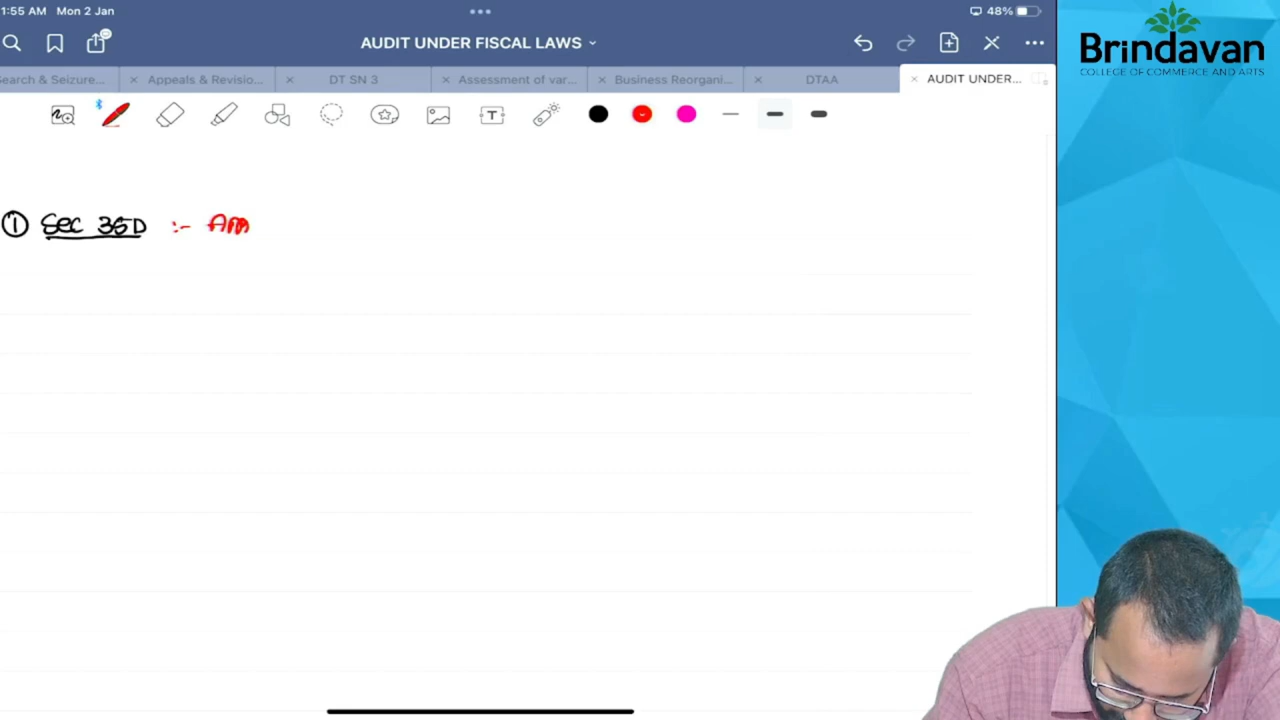 1:55 AM Mon 2 Jan
48%
AUDIT UNDER FISCAL LAWS
earch & Seizure...
Appeals & Revisio...
DT SN 3
Assessment of var...
Business Reorgani...
DTAA
AUDIT UNDER...
T
① Sec 35D :- Am
Brindavan
COLLEGE OF COMMERCE AND ARTS